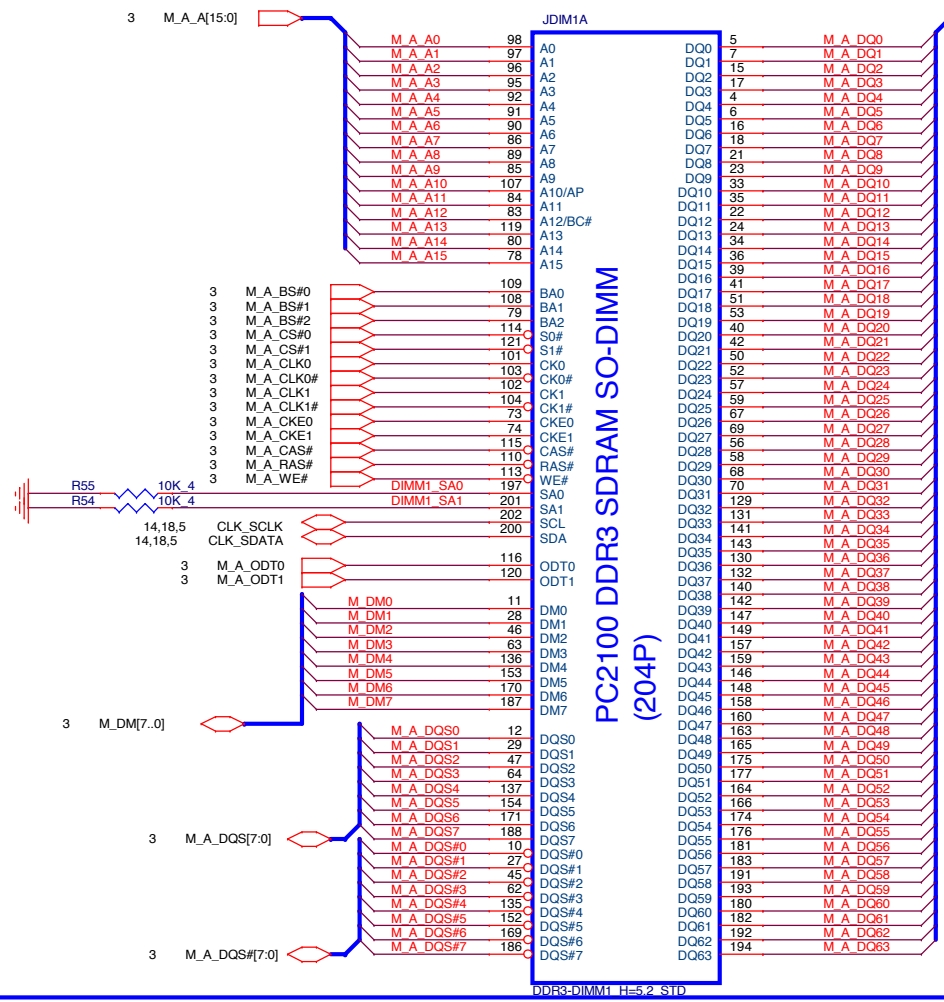 3 M_A_A[15:0] JDIM1A
M_A_A0 98 A0 DQ0 5 M_A_DQ0
M_A_A1 97 A1 DQ1 7 M_A_DQ1
M_A_A2 96 A2 DQ2 15 M_A_DQ2
M_A_A3 95 A3 DQ3 17 M_A_DQ3
M_A_A4 92 A4 DQ4 4 M_A_DQ4
M_A_A5 91 A5 DQ5 6 M_A_DQ5
M_A_A6 90 A6 DQ6 16 M_A_DQ6
M_A_A7 86 A7 DQ7 18 M_A_DQ7
M_A_A8 89 A8 DQ8 21 M_A_DQ8
M_A_A9 85 A9 DQ9 23 M_A_DQ9
M_A_A10 107 A10/AP DQ10 33 M_A_DQ10
M_A_A11 84 A11 DQ11 35 M_A_DQ11
M_A_A12 83 A12/BC# DQ12 22 M_A_DQ12
M_A_A13 119 A13 DQ13 24 M_A_DQ13
M_A_A14 80 A14 DQ14 34 M_A_DQ14
M_A_A15 78 A15 DQ15 36 M_A_DQ15
DQ16 39 M_A_DQ16
3 M_A_BS#0 109 BA0 DQ17 41 M_A_DQ17
3 M_A_BS#1 108 BA1 DQ18 51 M_A_DQ18
3 M_A_BS#2 79 BA2 DQ19 53 M_A_DQ19
3 M_A_CS#0 114 S0# DQ20 40 M_A_DQ20
3 M_A_CS#1 121 S1# DQ21 42 M_A_DQ21
3 M_A_CLK0 101 CK0 DQ22 50 M_A_DQ22
3 M_A_CLK0# 103 CK0# DQ23 52 M_A_DQ23
3 M_A_CLK1 102 CK1 DQ24 57 M_A_DQ24
3 M_A_CLK1# 104 CK1# DQ25 59 M_A_DQ25
3 M_A_CKE0 73 CKE0 DQ26 67 M_A_DQ26
3 M_A_CKE1 74 CKE1 DQ27 69 M_A_DQ27
3 M_A_CAS# 115 CAS# DQ28 56 M_A_DQ28
3 M_A_RAS# 110 RAS# DQ29 58 M_A_DQ29
3 M_A_WE# 113 WE# DQ30 68 M_A_DQ30
R55 10K_4 DIMM1_SA0 197 SA0 DQ31 70 M_A_DQ31
R54 10K_4 DIMM1_SA1 201 SA1 DQ32 129 M_A_DQ32
14,18,5 CLK_SCLK 202 SCL DQ33 131 M_A_DQ33
14,18,5 CLK_SDATA 200 SDA DQ34 141 M_A_DQ34
DQ35 143 M_A_DQ35
3 M_A_ODT0 116 ODT0 DQ36 130 M_A_DQ36
3 M_A_ODT1 120 ODT1 DQ37 132 M_A_DQ37
DQ38 140 M_A_DQ38
M_DM0 11 DM0 DQ39 142 M_A_DQ39
M_DM1 28 DM1 DQ40 147 M_A_DQ40
M_DM2 46 DM2 DQ41 149 M_A_DQ41
M_DM3 63 DM3 DQ42 157 M_A_DQ42
M_DM4 136 DM4 DQ43 159 M_A_DQ43
M_DM5 153 DM5 DQ44 146 M_A_DQ44
M_DM6 170 DM6 DQ45 148 M_A_DQ45
M_DM7 187 DM7 DQ46 158 M_A_DQ46
3 M_DM[7..0] DQ47 160 M_A_DQ47
M_A_DQS0 12 DQS0 DQ48 163 M_A_DQ48
M_A_DQS1 29 DQS1 DQ49 165 M_A_DQ49
M_A_DQS2 47 DQS2 DQ50 175 M_A_DQ50
M_A_DQS3 64 DQS3 DQ51 177 M_A_DQ51
M_A_DQS4 137 DQS4 DQ52 164 M_A_DQ52
M_A_DQS5 154 DQS5 DQ53 166 M_A_DQ53
M_A_DQS6 171 DQS6 DQ54 174 M_A_DQ54
3 M_A_DQS[7:0] M_A_DQS7 188 DQS7 DQ55 176 M_A_DQ55
M_A_DQS#0 10 DQS#0 DQ56 181 M_A_DQ56
M_A_DQS#1 27 DQS#1 DQ57 183 M_A_DQ57
M_A_DQS#2 45 DQS#2 DQ58 191 M_A_DQ58
M_A_DQS#3 62 DQS#3 DQ59 193 M_A_DQ59
M_A_DQS#4 135 DQS#4 DQ60 180 M_A_DQ60
M_A_DQS#5 152 DQS#5 DQ61 182 M_A_DQ61
M_A_DQS#6 169 DQS#6 DQ62 192 M_A_DQ62
3 M_A_DQS#[7:0] M_A_DQS#7 186 DQS#7 DQ63 194 M_A_DQ63
PC2100 DDR3 SDRAM SO-DIMM
(204P)
DDR3-DIMM1_H=5.2_STD